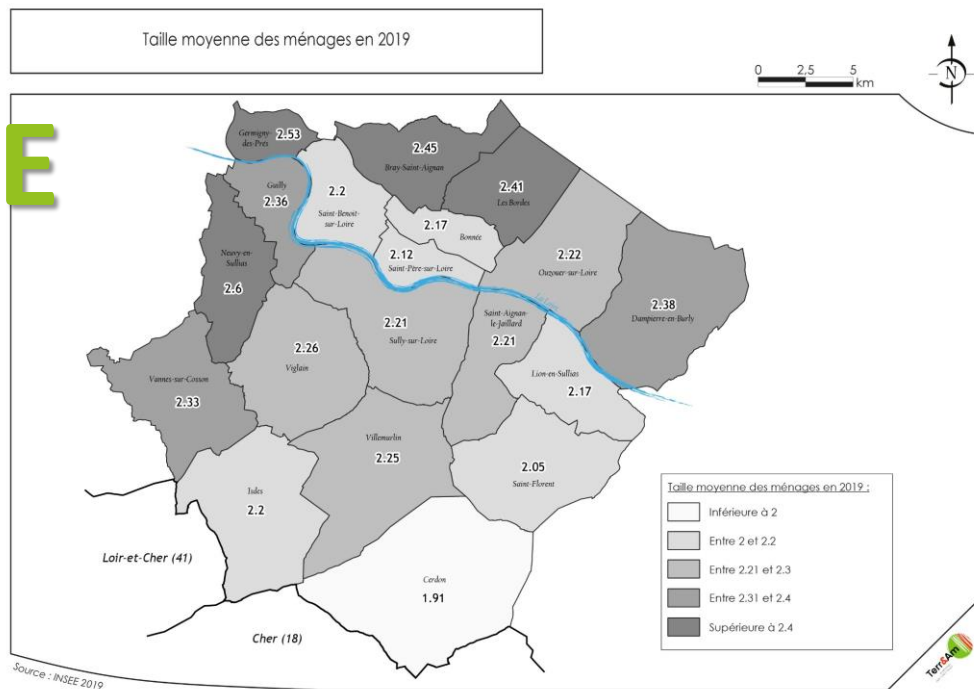 Taille moyenne des ménages en 2019
0 2.5 5
km
N
E
Germigny-
des-Prés
2.53
2.45
Bray-Saint-Aignan
2.41
Les Bordes
Guilly
2.36
2.2
Saint-Benoît-
sur-Loire
2.17
Bonnée
2.12
Saint-Père-sur-Loire
2.22
Ouzouer-sur-Loire
Neuvy-en-
Sullias
2.6
2.38
Dampierre-en-Burly
Saint-Aignan-
le-Jaillard
2.21
2.21
Sully-sur-Loire
2.26
Viglain
Lion-en-Sullias
2.17
Vannes-sur-Cosson
2.33
Villemurlin
2.25
2.05
Saint-Florent
Isdes
2.2
Cerdon
1.91
Loir-et-Cher (41)
Cher (18)
Taille moyenne des ménages en 2019 :
Inférieure à 2
Entre 2 et 2.2
Entre 2.21 et 2.3
Entre 2.31 et 2.4
Supérieure à 2.4
Source : INSEE 2019
Terr&Am